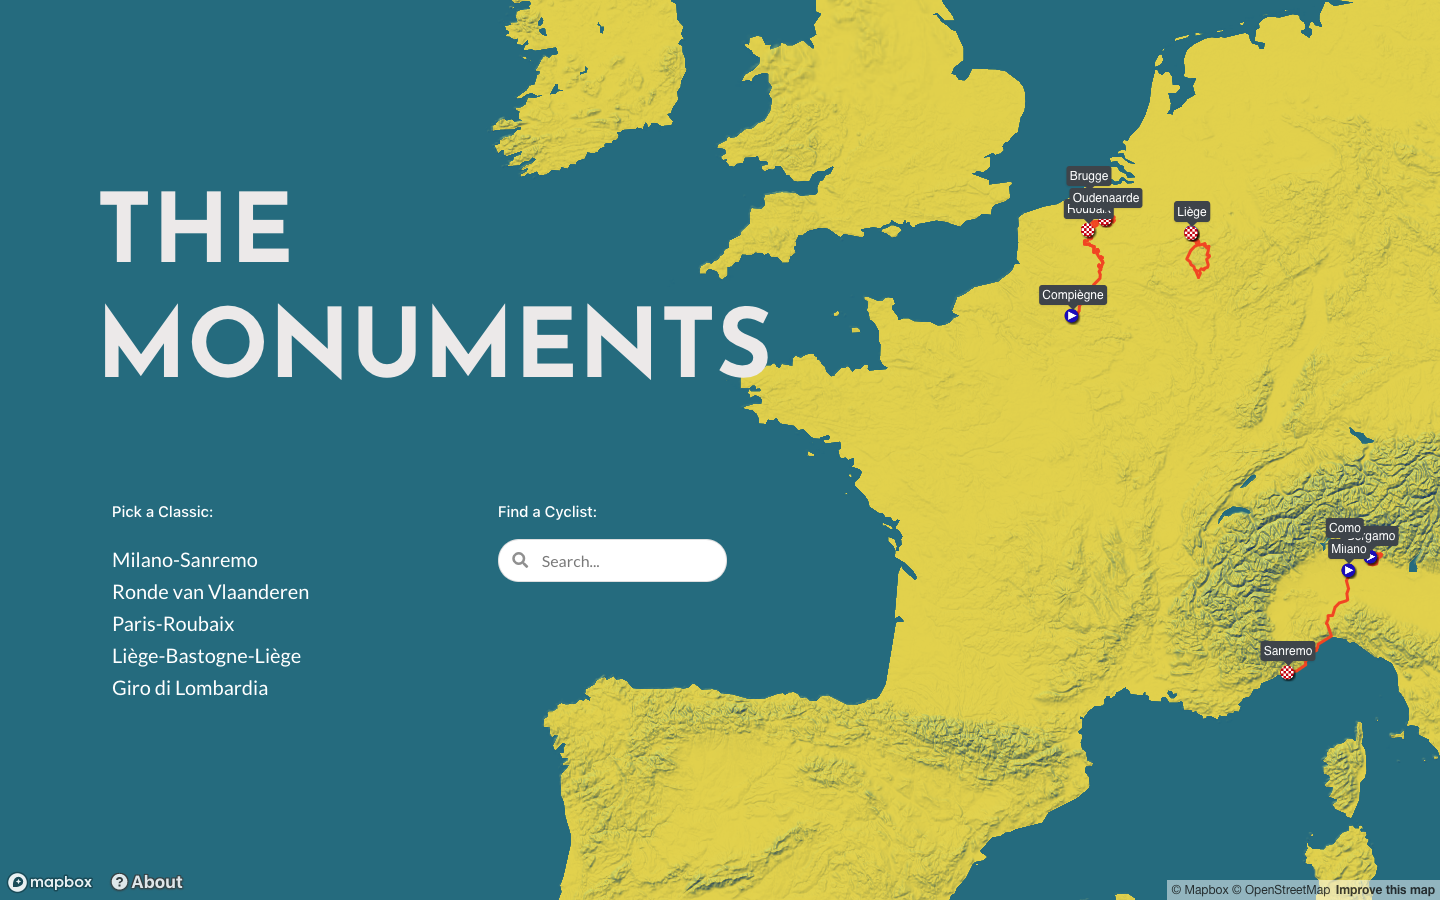 THE
MONUMENTS
Pick a Classic:
Milano-Sanremo
Ronde van Vlaanderen
Paris-Roubaix
Liège-Bastogne-Liège
Giro di Lombardia
Find a Cyclist:
Search...
Brugge
Oudenaarde
Roubaix
Liège
Compiègne
Como
Bergamo
Milano
Sanremo
mapbox
About
© Mapbox © OpenStreetMap Improve this map